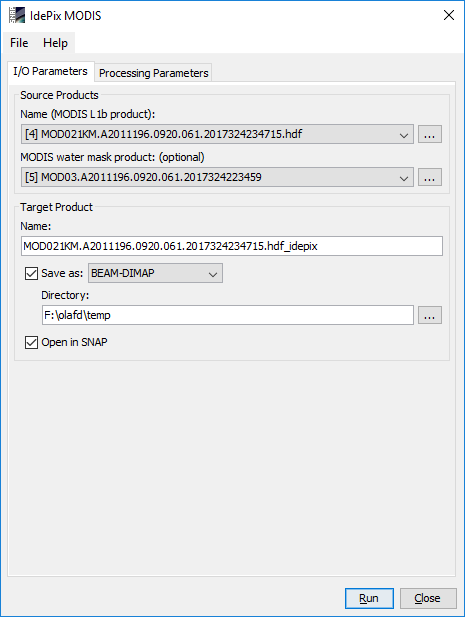 IdePix MODIS
File Help
I/O Parameters Processing Parameters
Source Products
Name (MODIS L1b product):
[4] MOD021KM.A2011196.0920.061.2017324234715.hdf ...
MODIS water mask product: (optional)
[5] MOD03.A2011196.0920.061.2017324223459 ...
Target Product
Name:
MOD021KM.A2011196.0920.061.2017324234715.hdf_idepix
Save as: BEAM-DIMAP
Directory:
F:\olafd\temp ...
Open in SNAP
Run Close